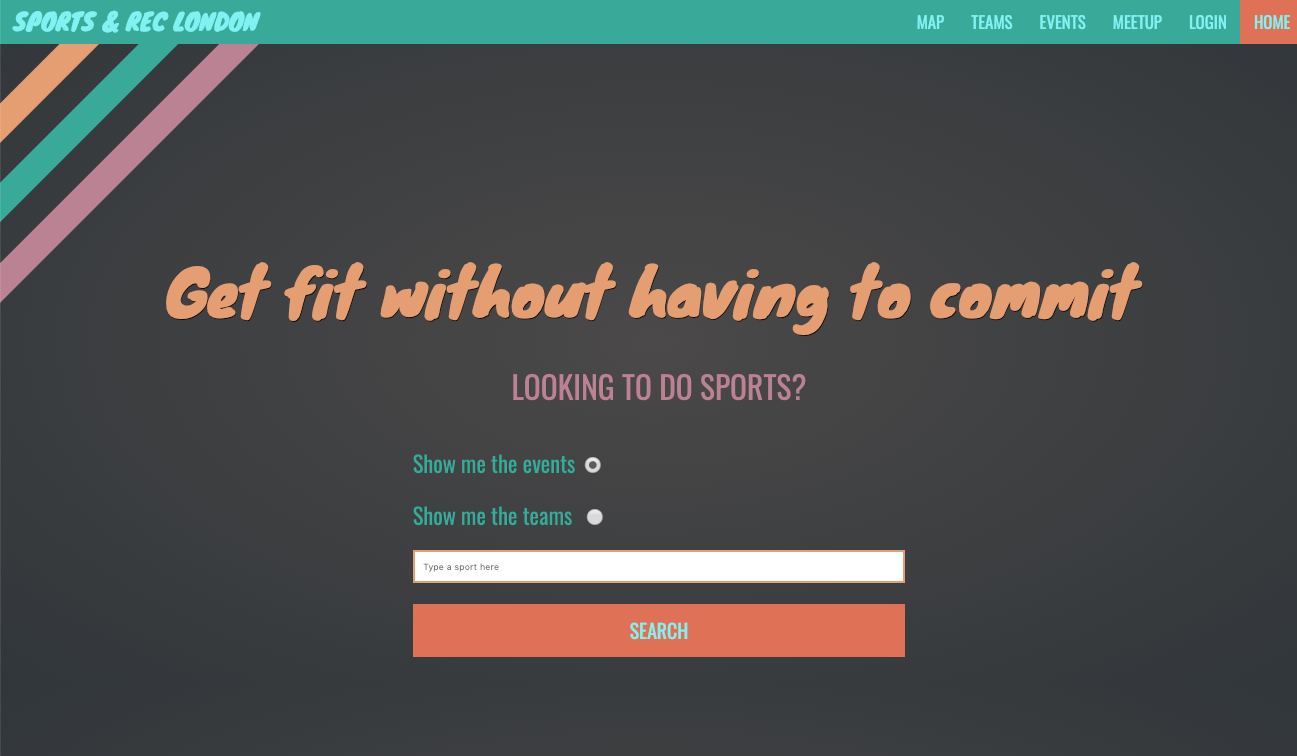 SPORTS & REC LONDON
MAP TEAMS EVENTS MEETUP LOGIN HOME
Get fit without having to commit
LOOKING TO DO SPORTS?
Show me the events
Show me the teams
Type a sport here
SEARCH